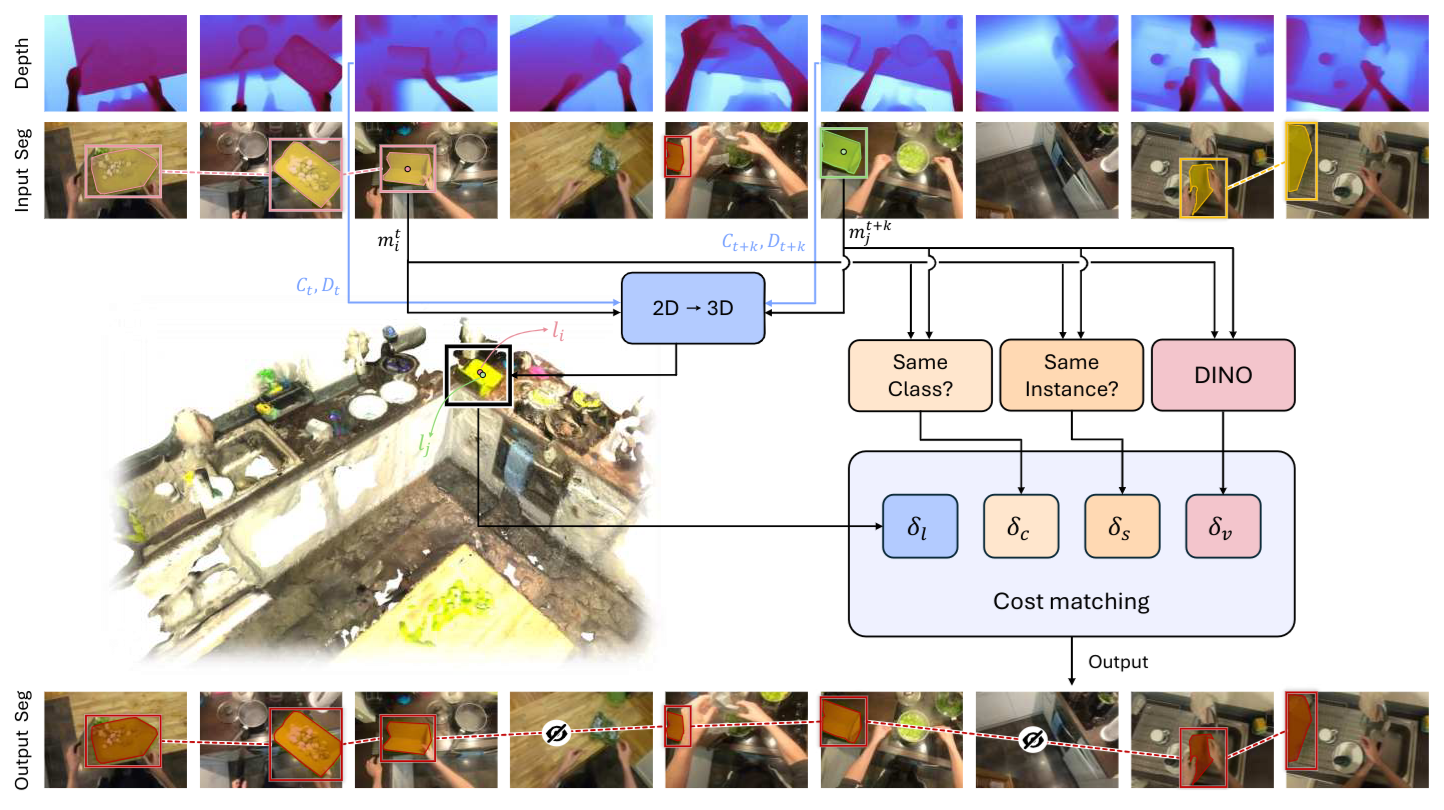 Depth
Input Seg
$m_i^t$
$m_j^{t+k}$
$C_{t+k}, D_{t+k}$
$C_t, D_t$
2D → 3D
$l_i$
$l_j$
Same
Class?
Same
Instance?
DINO
$\delta_l$
$\delta_c$
$\delta_s$
$\delta_v$
Cost matching
Output
Output Seg
∅
∅